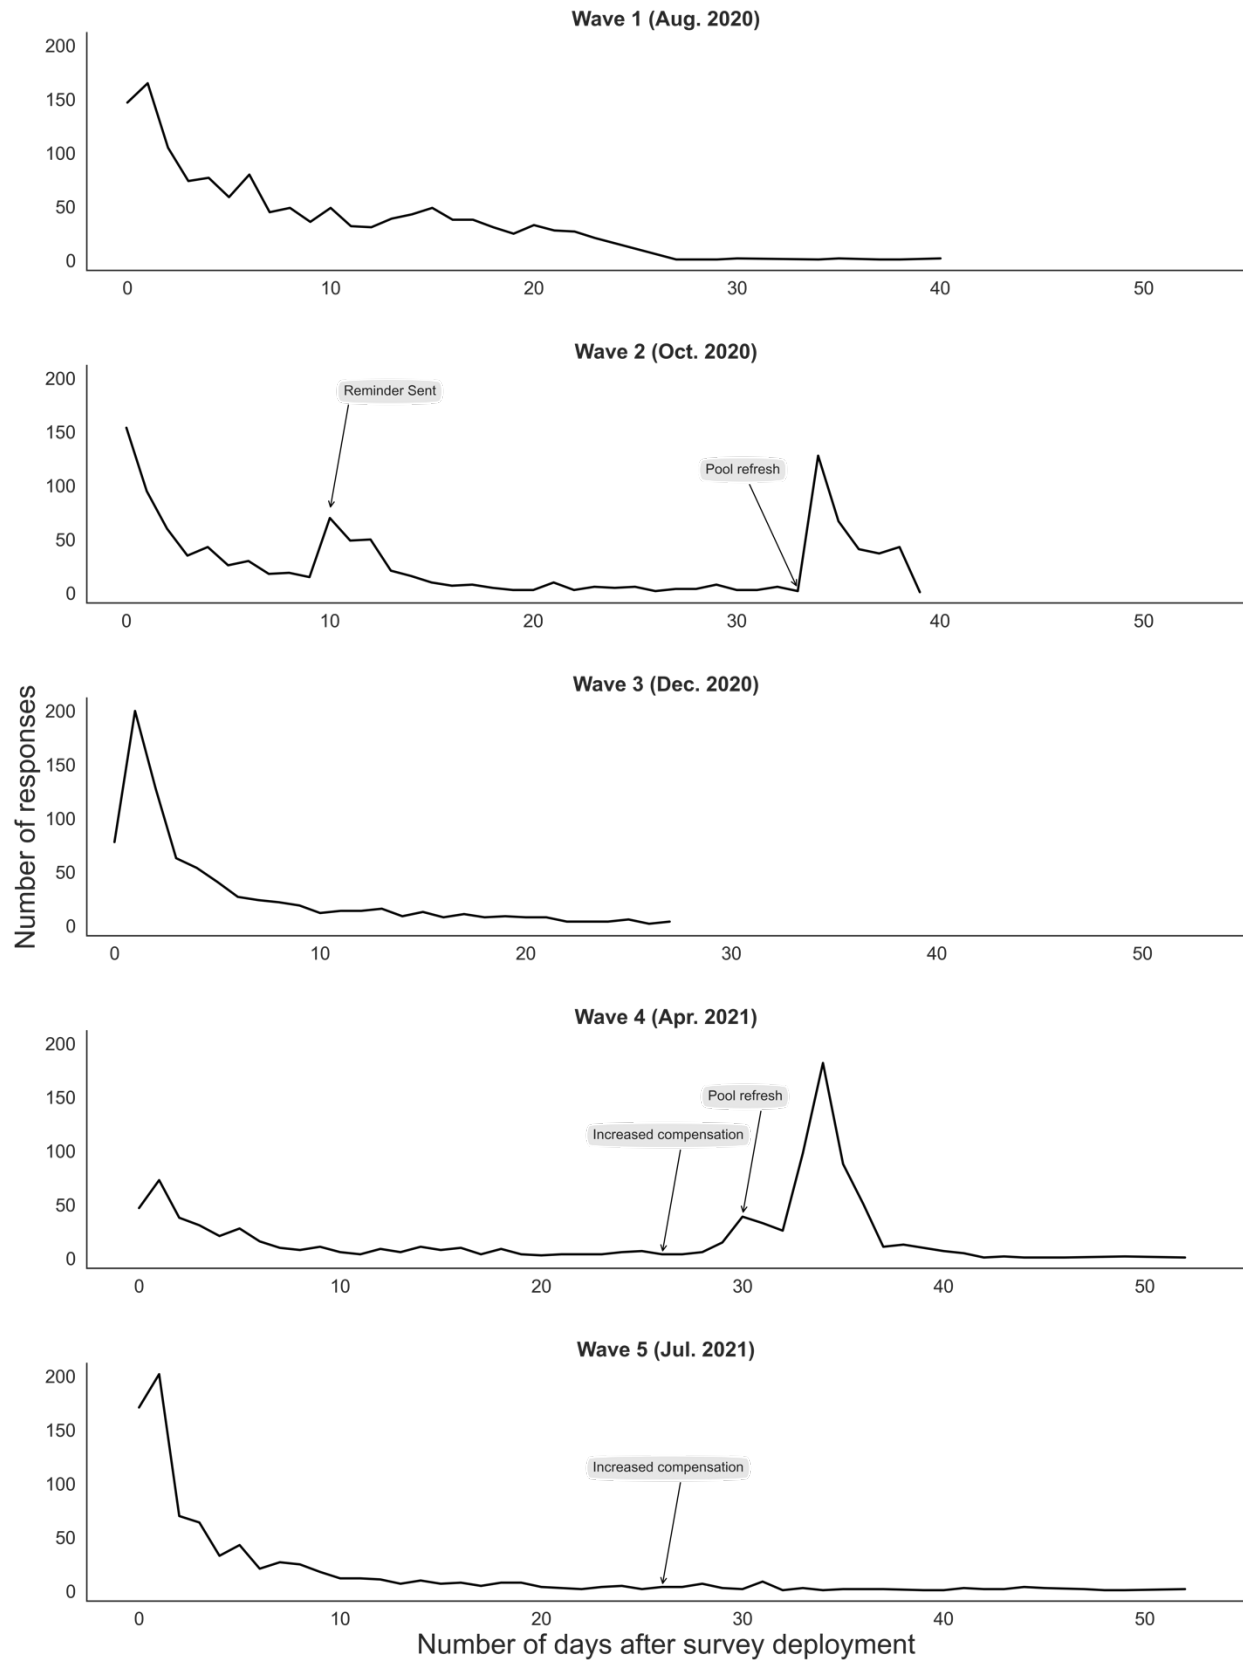 Wave 1 (Aug. 2020)
200
150
100
50
0
0 10 20 30 40 50
Wave 2 (Oct. 2020)
200
Reminder Sent
150
Pool refresh
100
50
0
0 10 20 30 40 50
Wave 3 (Dec. 2020)
Number of responses
200
150
100
50
0
0 10 20 30 40 50
Wave 4 (Apr. 2021)
200
150
Pool refresh
Increased compensation
100
50
0
0 10 20 30 40 50
Wave 5 (Jul. 2021)
200
150
Increased compensation
100
50
0
0 10 20 30 40 50
Number of days after survey deployment